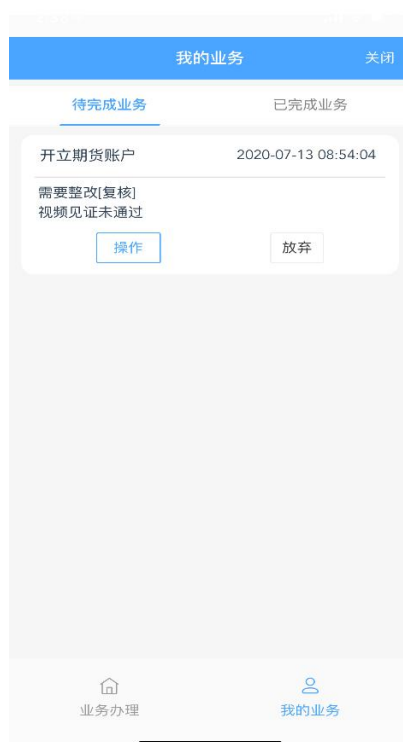 我的业务 关闭
待完成业务 已完成业务
开立期货账户 2020-07-13 08:54:04
需要整改[复核]
视频见证未通过
操作 放弃
业务办理 我的业务